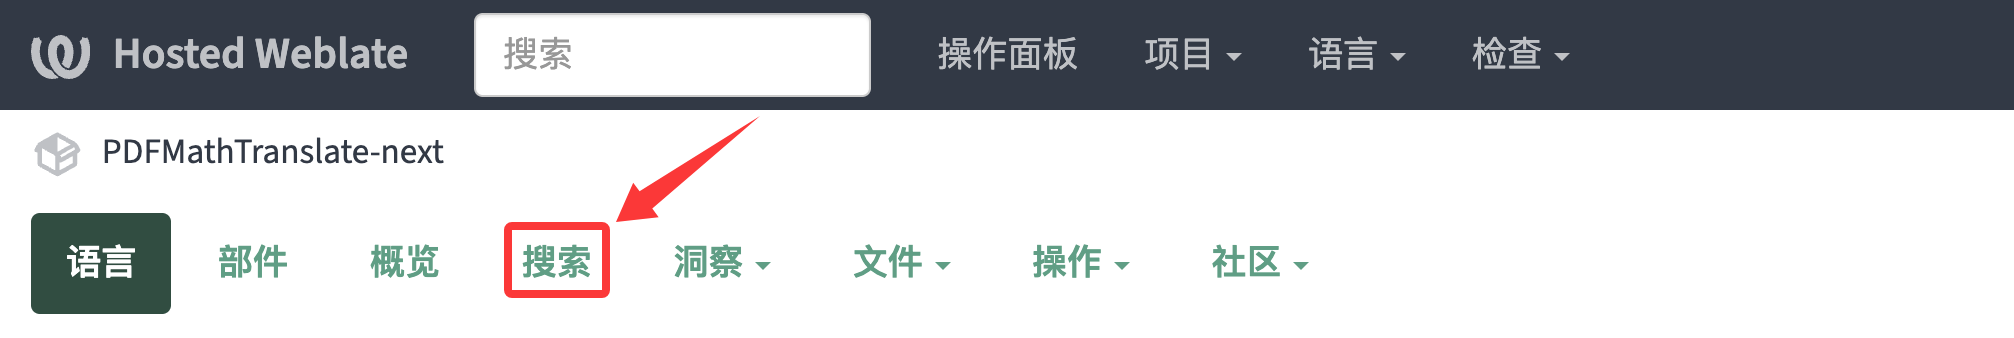 Hosted Weblate 搜索 操作面板 项目 语言 检查
PDFMathTranslate-next
语言 部件 概览 搜索 洞察 文件 操作 社区